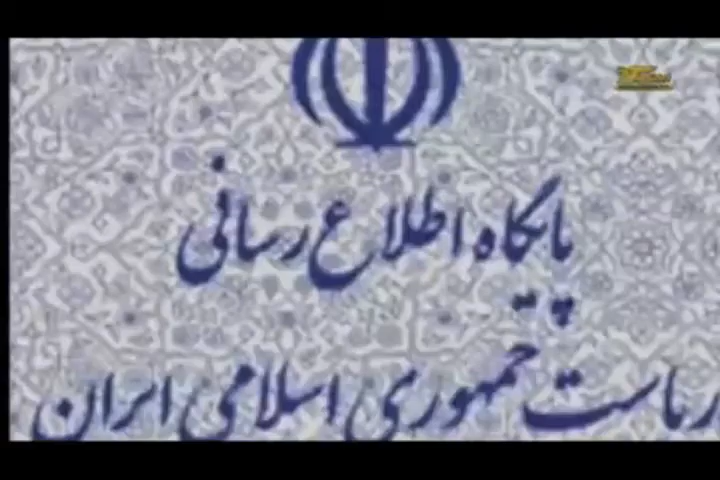 پایگاه اطلاع رسانی
ریاست جمهوری اسلامی ایران